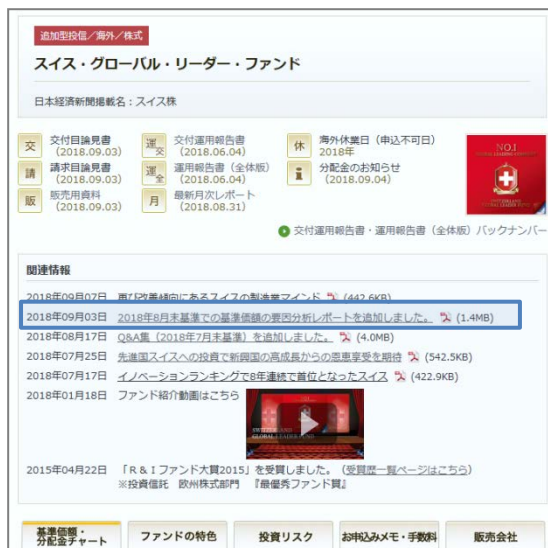 追加型投信／海外／株式
スイス・グローバル・リーダー・ファンド
日本経済新聞掲載名：スイス株
交 交付目論見書
（2018.09.03）
運交 交付運用報告書
（2018.06.04）
休 海外休業日（申込不可日）
2018年
請 請求目論見書
（2018.09.03）
運全 運用報告書（全体版）
（2018.06.04）
i 分配金のお知らせ
（2018.09.04）
販 販売用資料
（2018.09.03）
月 最新月次レポート
（2018.08.31）
NO.1
交付運用報告書・運用報告書（全体版）バックナンバー
関連情報
2018年09月07日 再び改善傾向にあるスイスの製造業マインド (442.6KB)
2018年09月03日 2018年8月末基準での基準価額の要因分析レポートを追加しました。 (1.4MB)
2018年08月17日 Q&A集（2018年7月末基準）を追加しました。 (4.0MB)
2018年07月25日 先進国スイスへの投資で新興国の高成長からの恩恵享受を期待 (542.5KB)
2018年07月17日 イノベーションランキングで8年連続で首位となったスイス (422.9KB)
2018年01月18日 ファンド紹介動画はこちら
SWITZERLAND
GLOBAL LEADER FUND
2015年04月22日 「Ｒ＆Ｉファンド大賞2015」を受賞しました。（受賞歴一覧ページはこちら）
※投資信託 欧州株式部門 『最優秀ファンド賞』
基準価額・
分配金チャート
ファンドの特色
投資リスク
お申込みメモ・手数料
販売会社